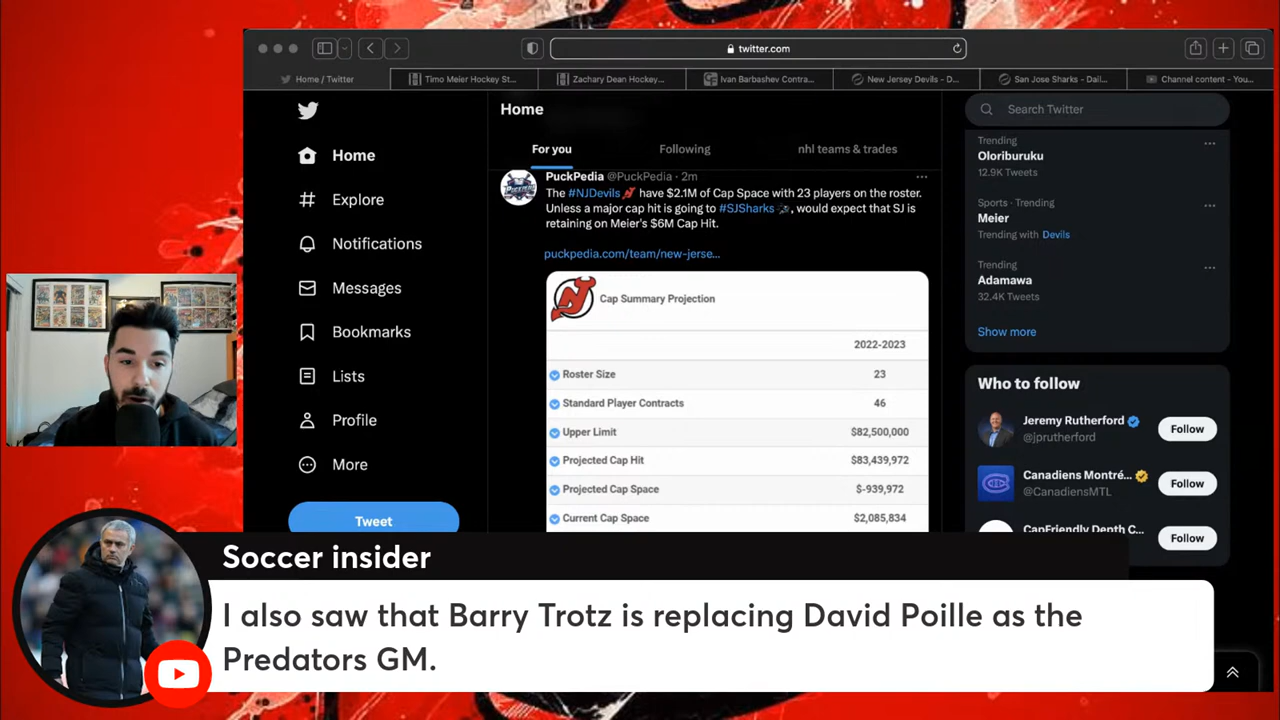 twitter.com
Home / Twitter
Timo Meier Hockey St...
Zachary Dean Hockey...
Ivan Barbashev Contra...
New Jersey Devils - D...
San Jose Sharks - Dail...
Channel content - You...
Home
Explore
Notifications
Messages
Bookmarks
Lists
Profile
More
Tweet
Home
For you
Following
nhl teams & trades
PuckPedia @PuckPedia · 2m
The #NJDevils have $2.1M of Cap Space with 23 players on the roster.
Unless a major cap hit is going to #SJSharks, would expect that SJ is
retaining on Meier's $6M Cap Hit.
puckpedia.com/team/new-jerse...
Cap Summary Projection
2022-2023
Roster Size 23
Standard Player Contracts 46
Upper Limit $82,500,000
Projected Cap Hit $83,439,972
Projected Cap Space $-939,972
Current Cap Space $2,085,834
Search Twitter
Trending
Oloriburuku
12.9K Tweets
Sports · Trending
Meier
Trending with Devils
Trending
Adamawa
32.4K Tweets
Show more
Who to follow
Jeremy Rutherford
@jprutherford
Follow
Canadiens Montré...
@CanadiensMTL
Follow
CapFriendly Depth C...
Follow
Soccer insider
I also saw that Barry Trotz is replacing David Poille as the
Predators GM.